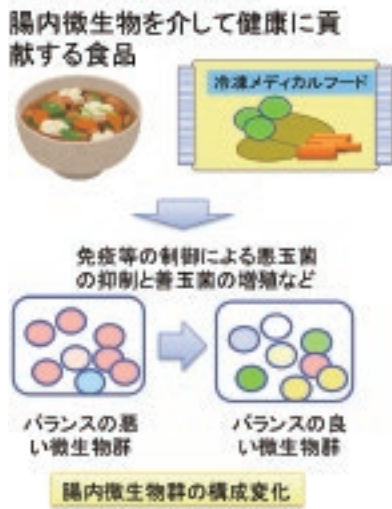 腸内微生物を介して健康に貢
献する食品
冷凍メディカルフード
免疫等の制御による悪玉菌
の抑制と善玉菌の増殖など
バランスの悪
い微生物群
バランスの良
い微生物群
腸内微生物群の構成変化